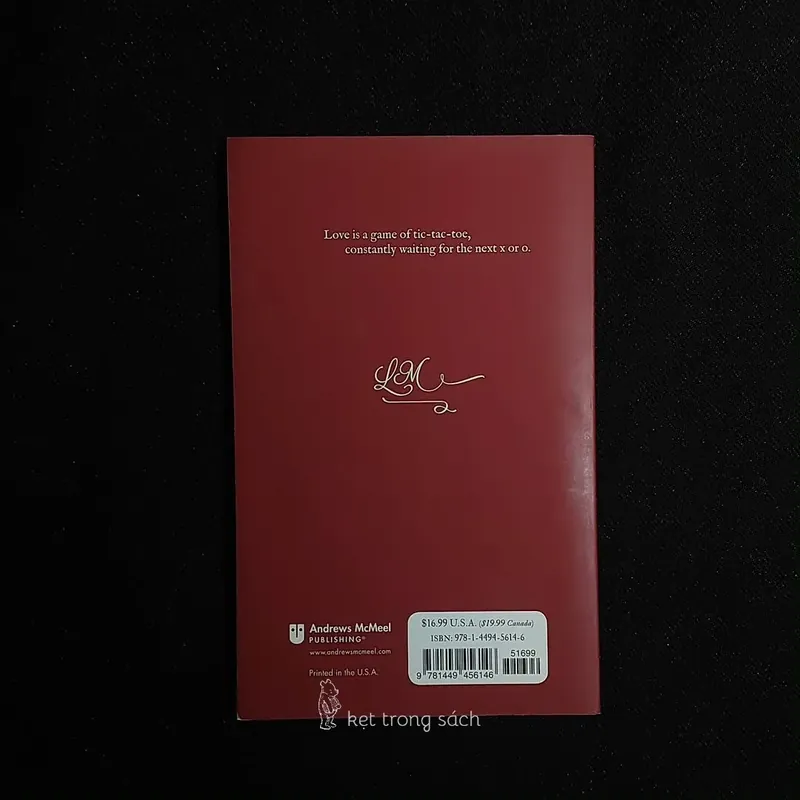 Love is a game of tic-tac-toe,
constantly waiting for the next x or o.
LM
Andrews McMeel
PUBLISHING®
www.andrewsmcmeel.com
Printed in the U.S.A.
$16.99 U.S.A. ($19.99 Canada)
ISBN: 978-1-4494-5614-6
51699
9 781449 456146
kẹt trong sách